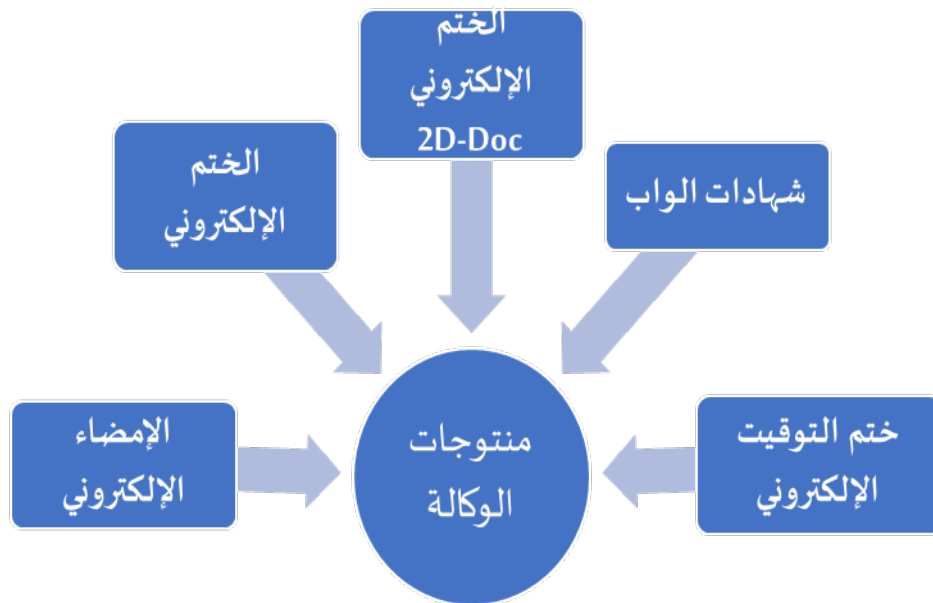 الختم
الإلكتروني
2D-Doc
شهادات الواب
الختم
الإلكتروني
ختم التوقيت
الإلكتروني
منتوجات
الوكالة
الإمضاء
الإلكتروني